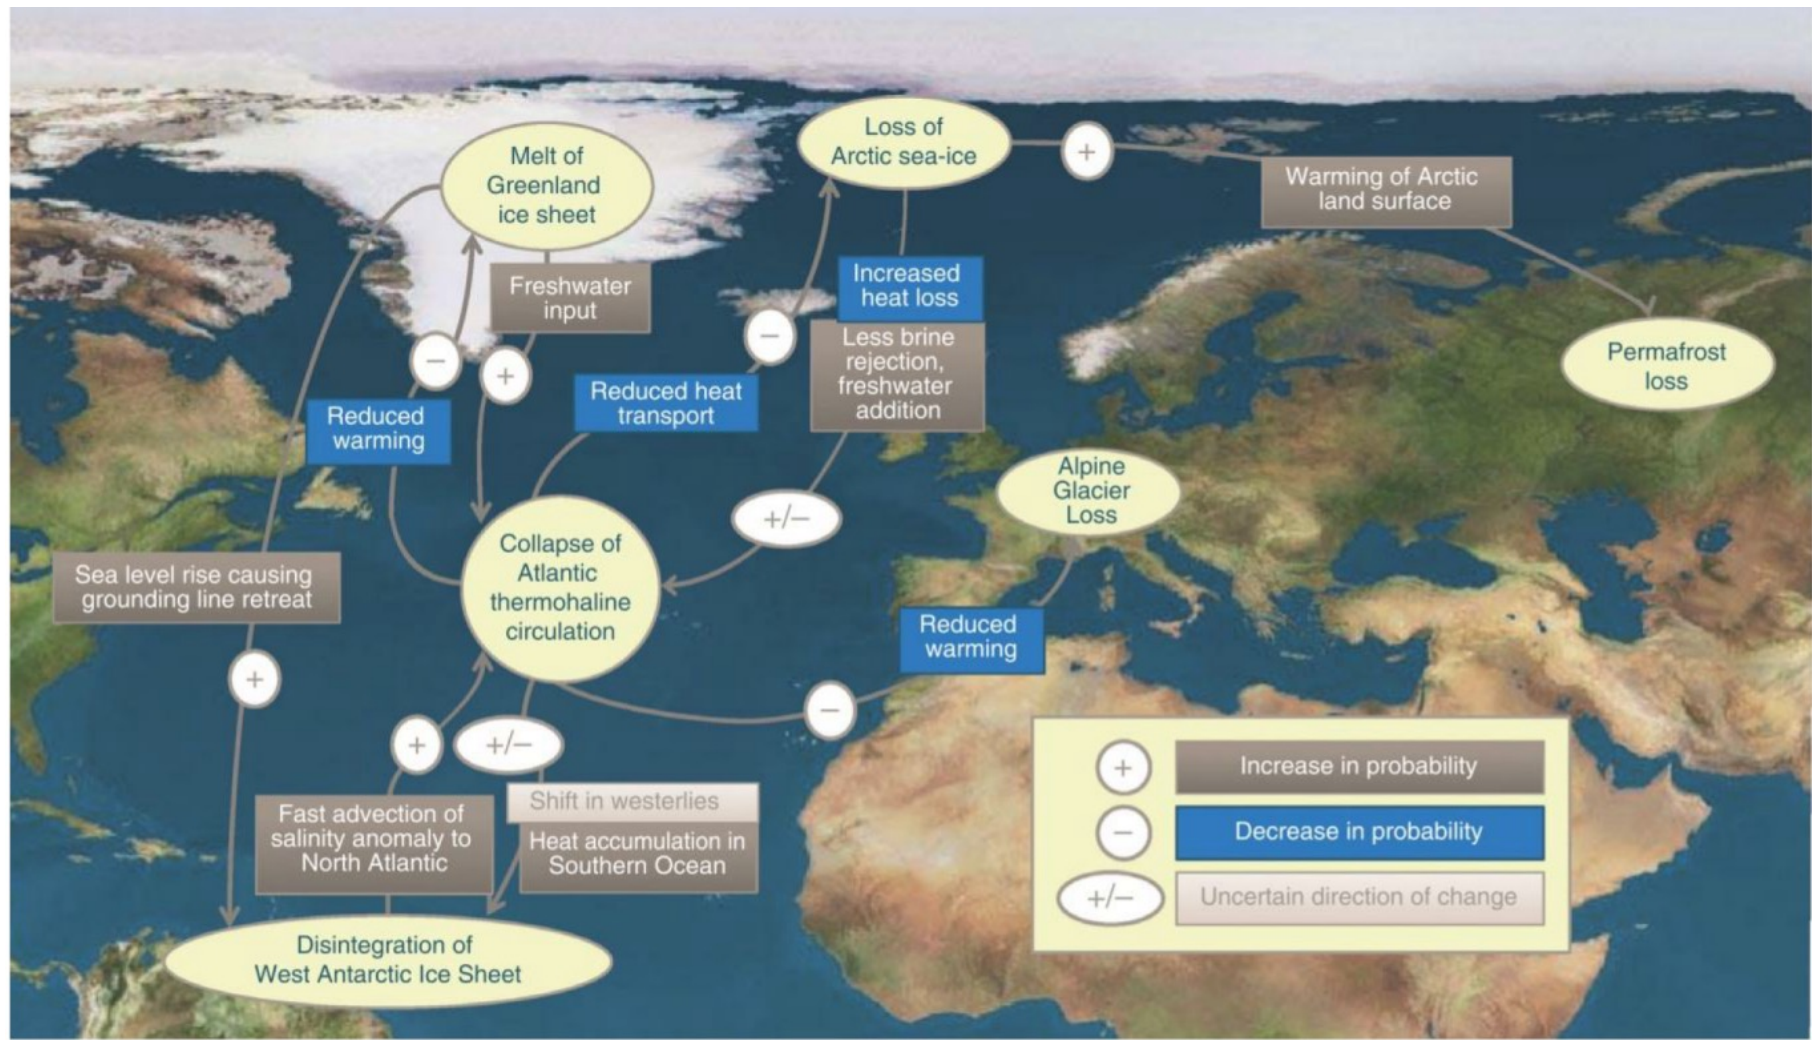 Loss of
Arctic sea-ice
+
Melt of
Greenland
ice sheet
Warming of Arctic
land surface
Freshwater
input
Increased
heat loss
Less brine
rejection,
freshwater
addition
−
−
+
Reduced heat
transport
Reduced
warming
Permafrost
loss
Alpine
Glacier
Loss
+/−
Collapse of
Atlantic
thermohaline
circulation
Sea level rise causing
grounding line retreat
+
Reduced
warming
−
+
+/−
Shift in westerlies
Heat accumulation in
Southern Ocean
Fast advection of
salinity anomaly to
North Atlantic
Disintegration of
West Antarctic Ice Sheet
+ Increase in probability
− Decrease in probability
+/− Uncertain direction of change